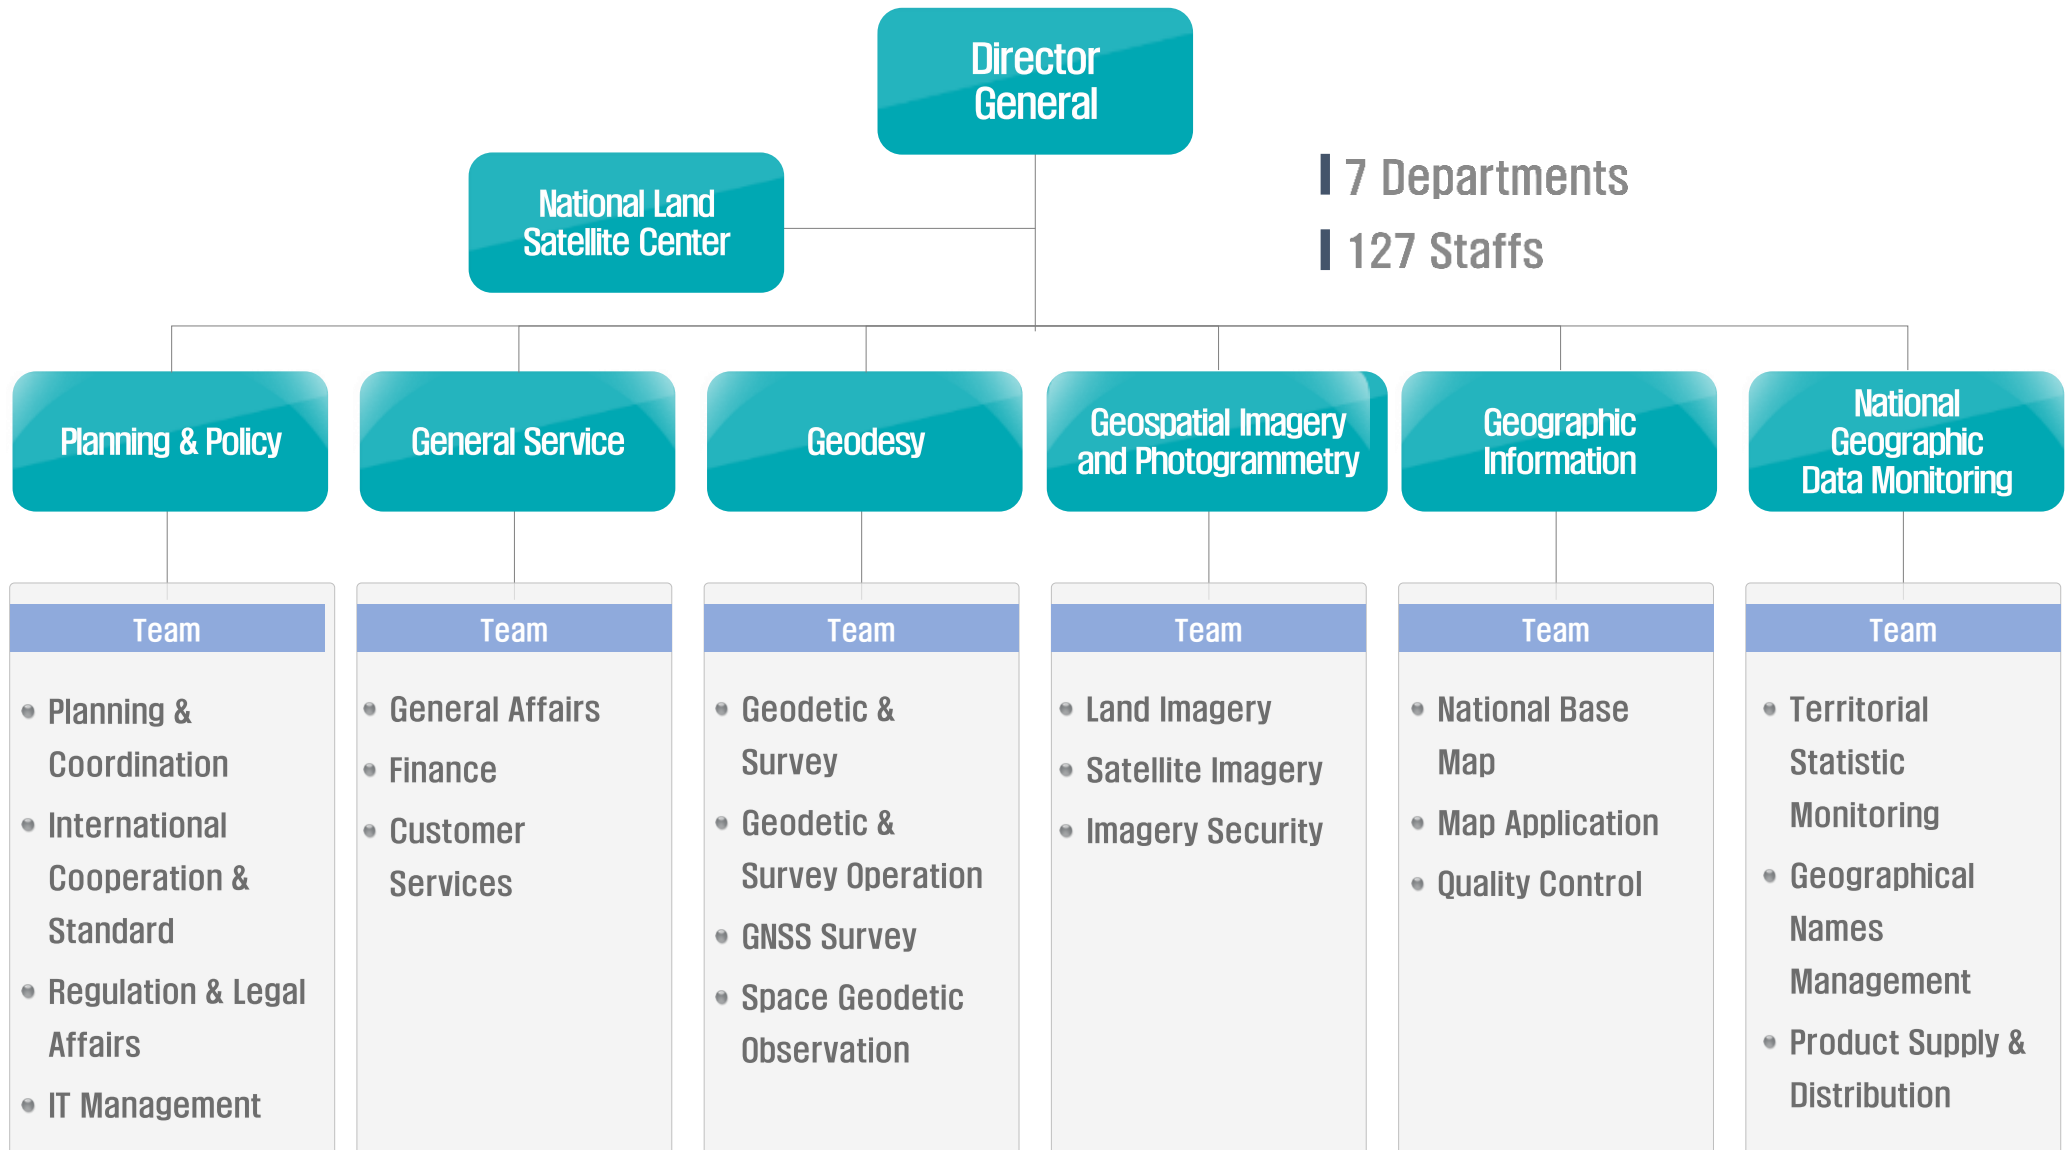 Director
General
National Land
Satellite Center
7 Departments
127 Staffs
Planning & Policy
General Service
Geodesy
Geospatial Imagery
and Photogrammetry
Geographic
Information
National
Geographic
Data Monitoring
Team
Planning &
Coordination
International
Cooperation &
Standard
Regulation & Legal
Affairs
IT Management
Team
General Affairs
Finance
Customer
Services
Team
Geodetic &
Survey
Geodetic &
Survey Operation
GNSS Survey
Space Geodetic
Observation
Team
Land Imagery
Satellite Imagery
Imagery Security
Team
National Base
Map
Map Application
Quality Control
Team
Territorial
Statistic
Monitoring
Geographical
Names
Management
Product Supply &
Distribution